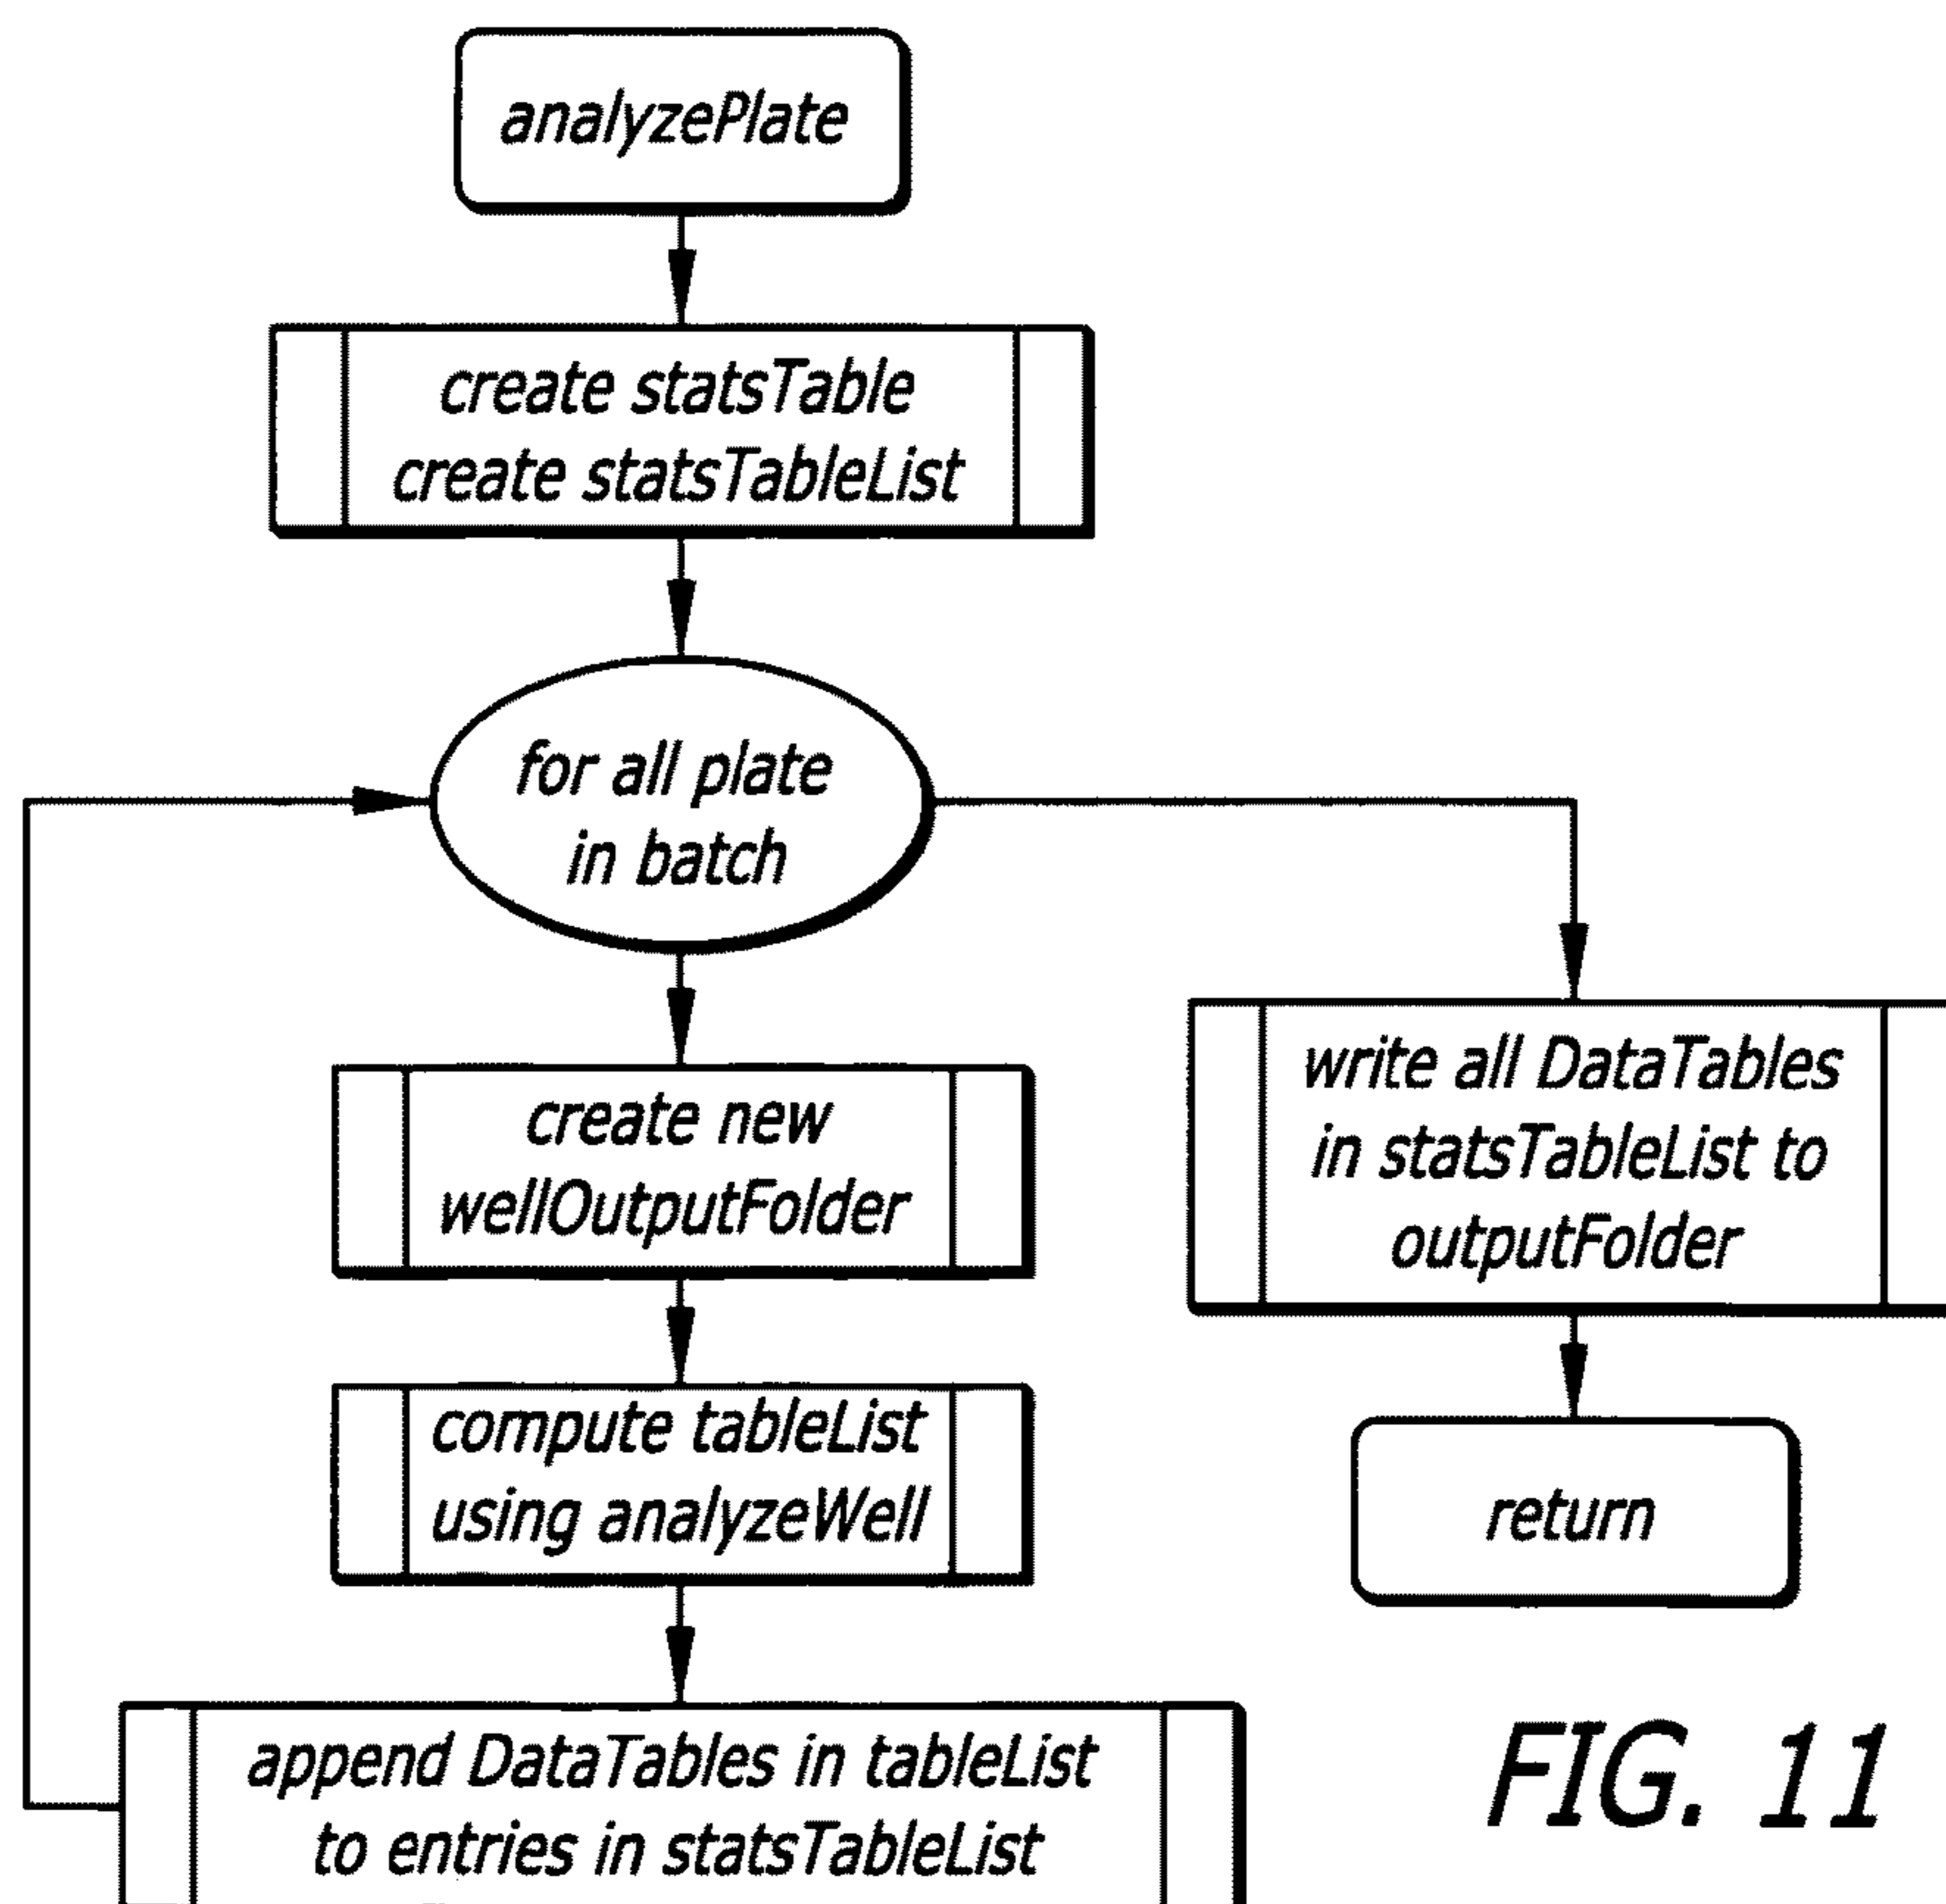 analyzePlate
create statsTable
create statsTableList
for all plate
in batch
create new
wellOutputFolder
compute tableList
using analyzeWell
append DataTables in tableList
to entries in statsTableList
write all DataTables
in statsTableList to
outputFolder
return
FIG. 11